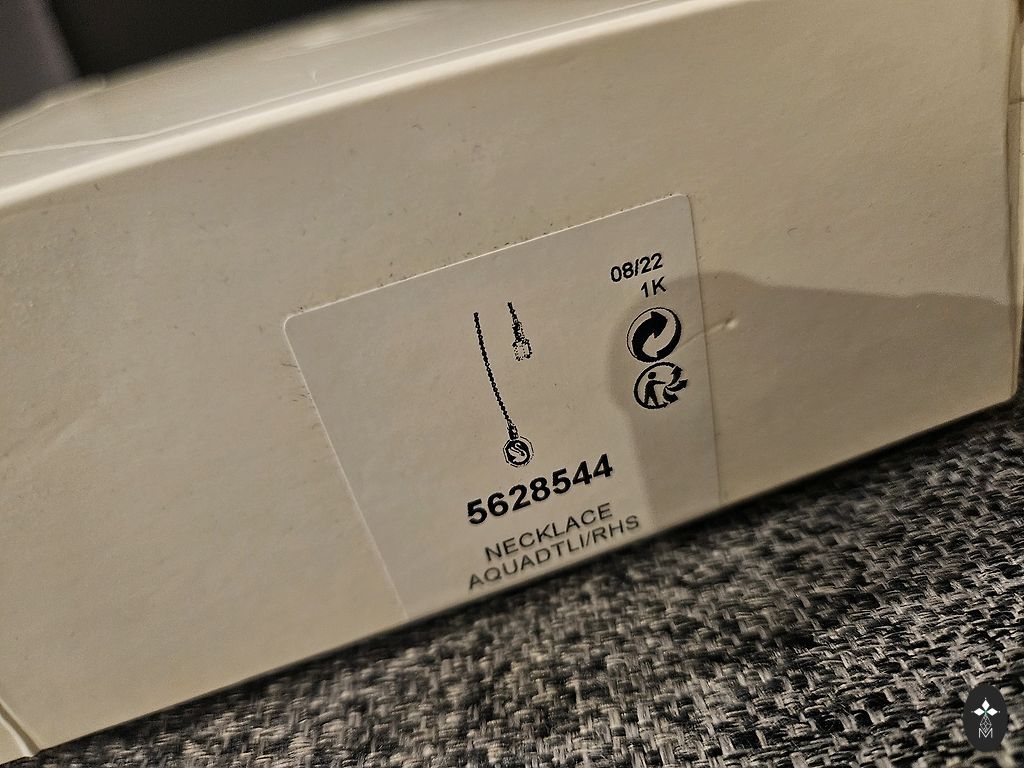 08/22
1K
5628544
NECKLACE
AQUADTLI/RHS
M